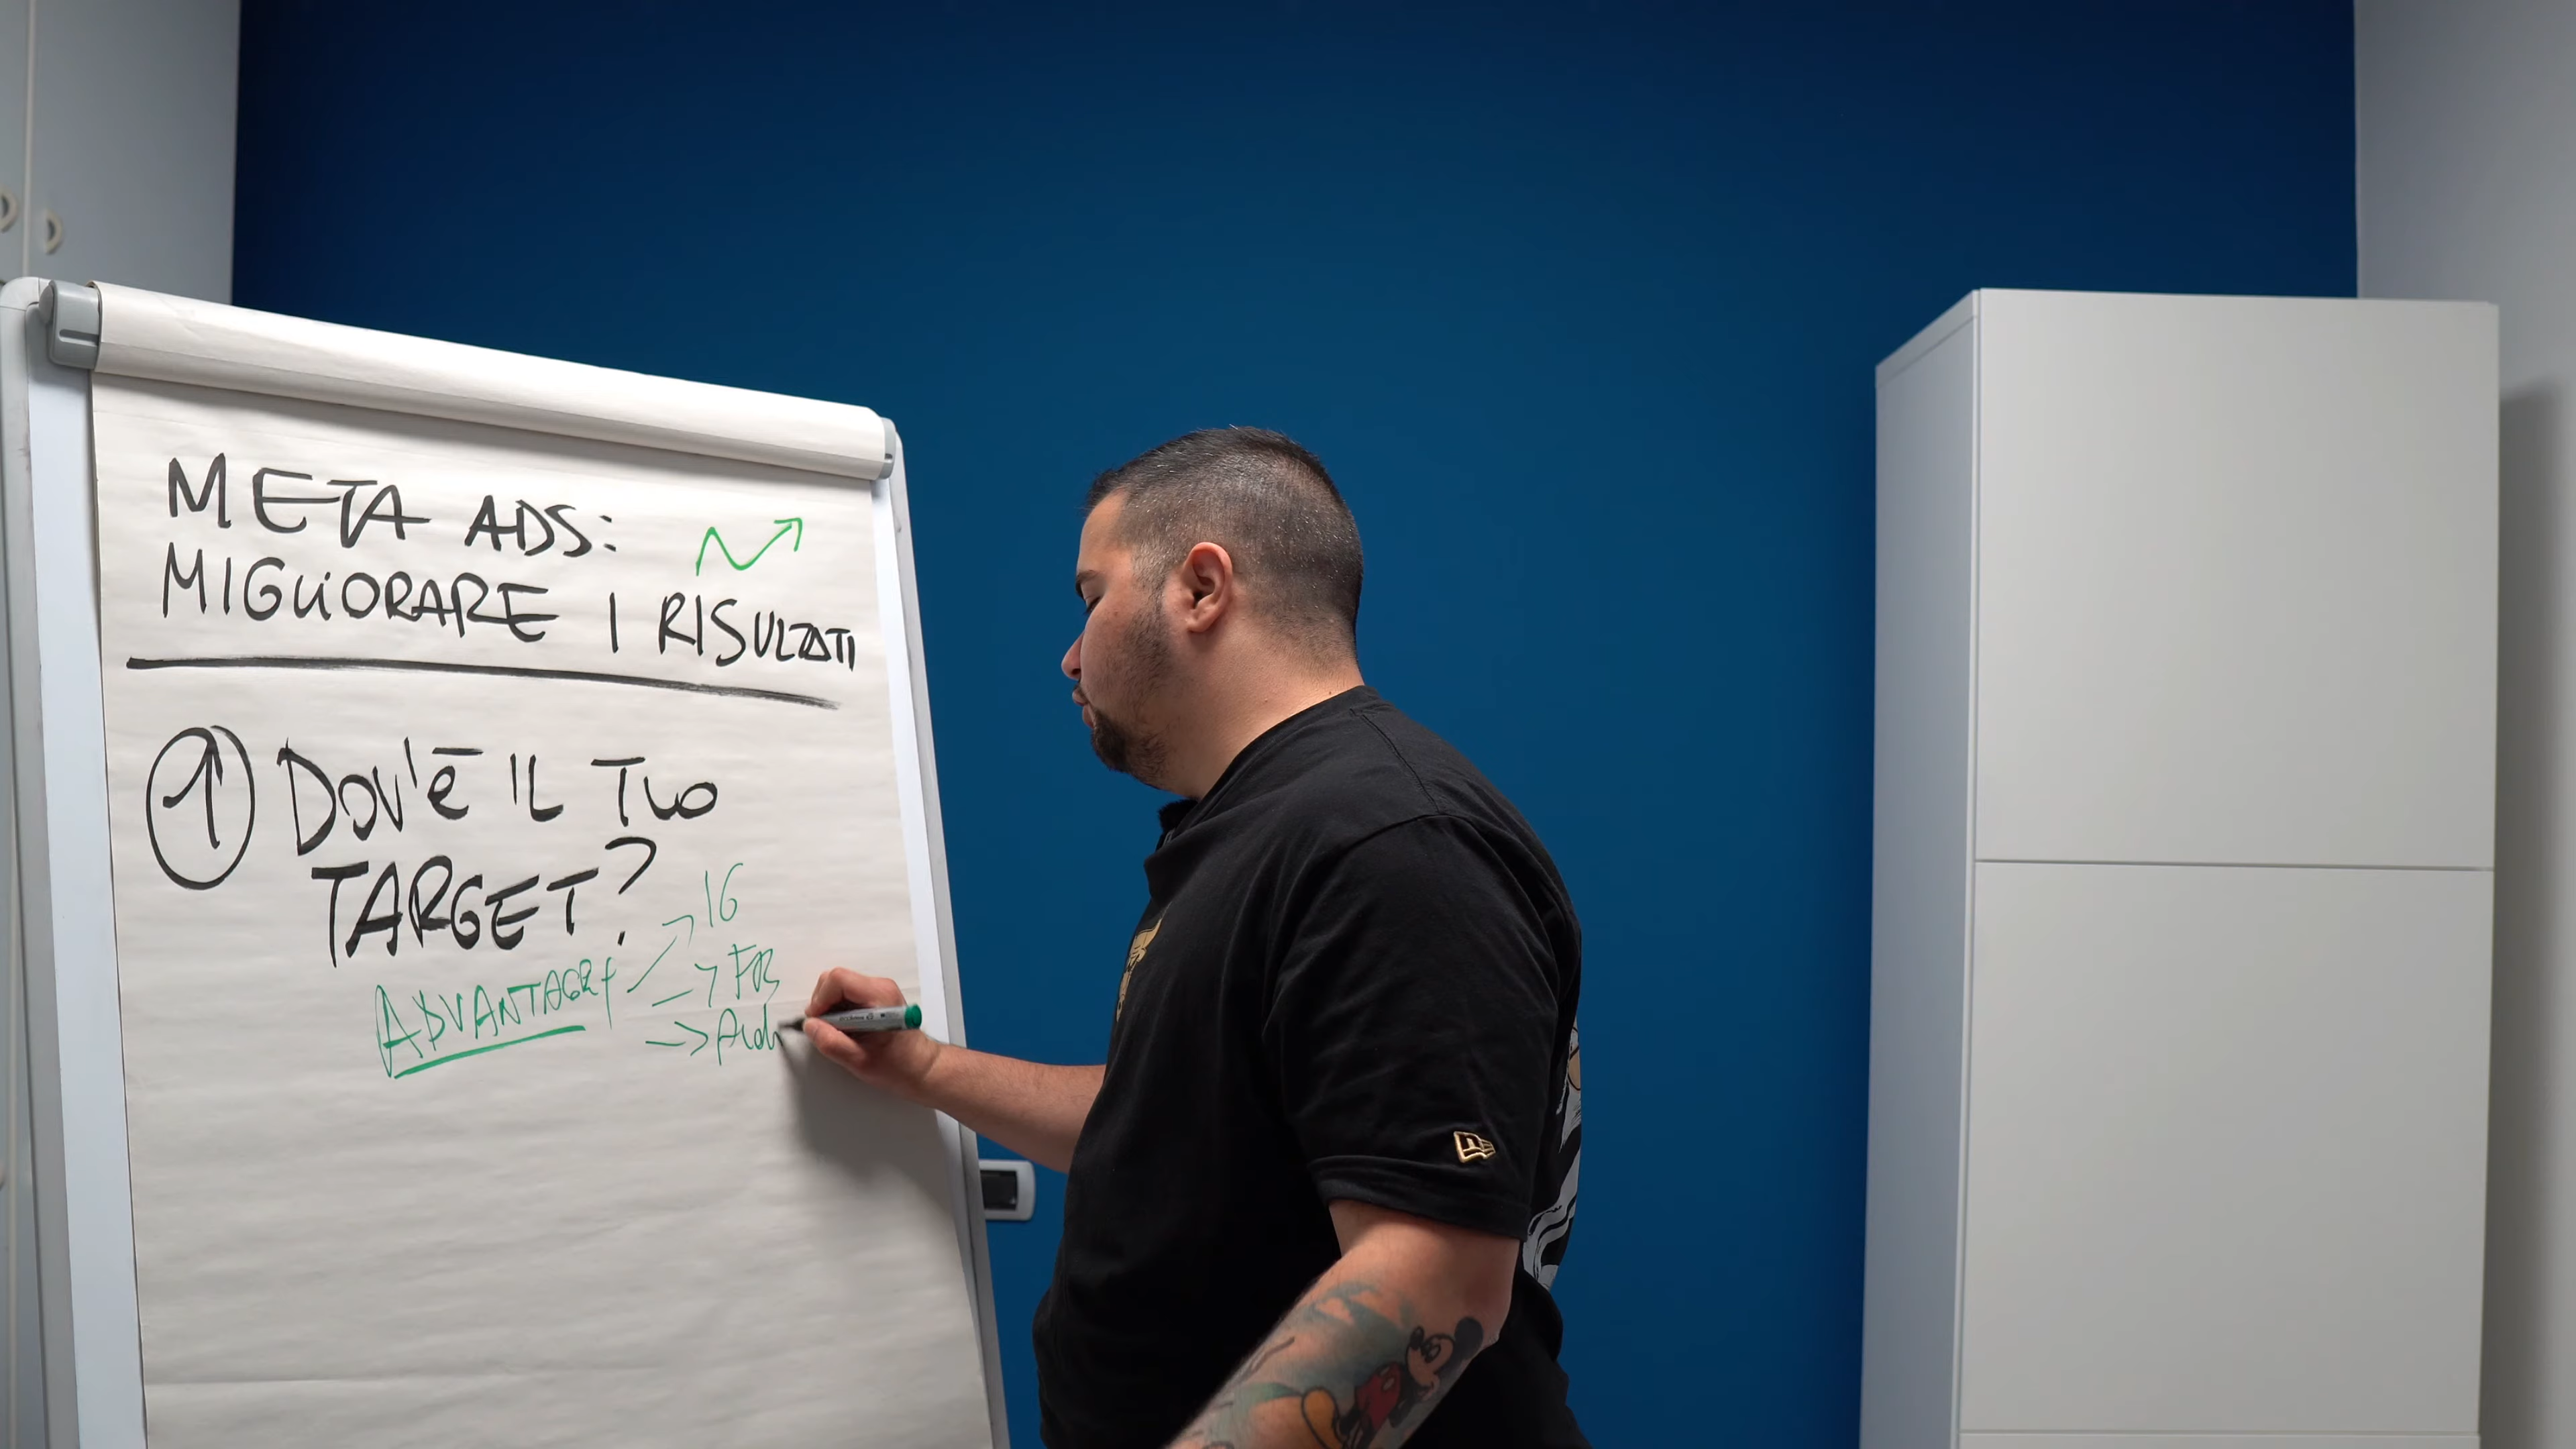 META ADS:
MIGLIORARE I RISULTATI
1 DOV'È IL TUO
TARGET?
IG
ADVANTAGE+
FB